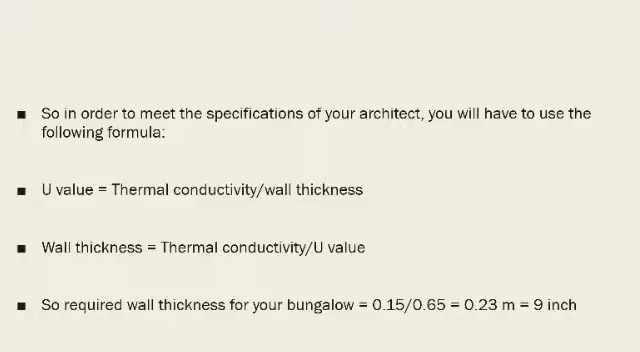 ▪ So in order to meet the specifications of your architect, you will have to use the
following formula:
▪ U value = Thermal conductivity/wall thickness
▪ Wall thickness = Thermal conductivity/U value
▪ So required wall thickness for your bungalow = 0.15/0.65 = 0.23 m = 9 inch